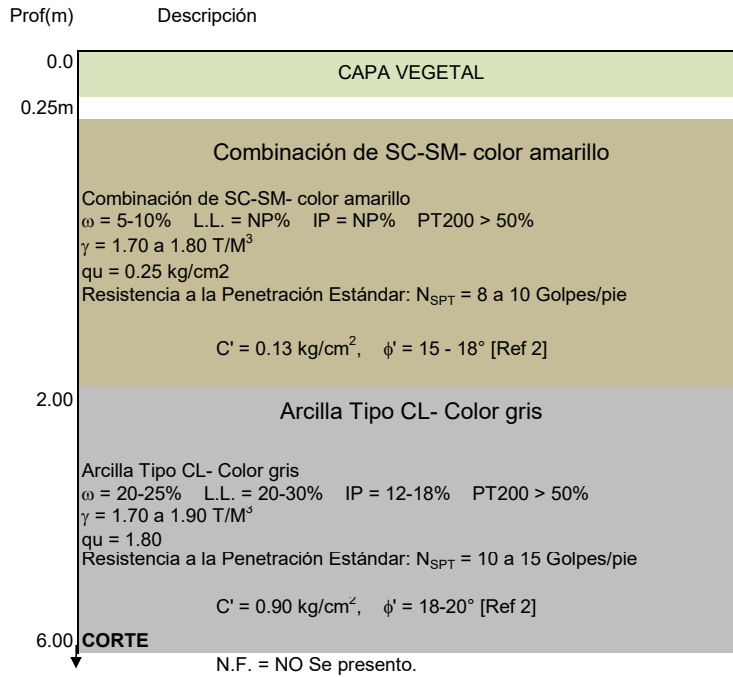 Prof(m) Descripción
0.0
CAPA VEGETAL
0.25m
Combinación de SC-SM- color amarillo
Combinación de SC-SM- color amarillo
ω = 5-10% L.L. = NP% IP = NP% PT200 > 50%
γ = 1.70 a 1.80 T/M³
qu = 0.25 kg/cm2
Resistencia a la Penetración Estándar: N_SPT = 8 a 10 Golpes/pie
C' = 0.13 kg/cm², ϕ' = 15 - 18° [Ref 2]
2.00
Arcilla Tipo CL- Color gris
Arcilla Tipo CL- Color gris
ω = 20-25% L.L. = 20-30% IP = 12-18% PT200 > 50%
γ = 1.70 a 1.90 T/M³
qu = 1.80
Resistencia a la Penetración Estándar: N_SPT = 10 a 15 Golpes/pie
C' = 0.90 kg/cm², ϕ' = 18-20° [Ref 2]
6.00 CORTE
N.F. = NO Se presento.